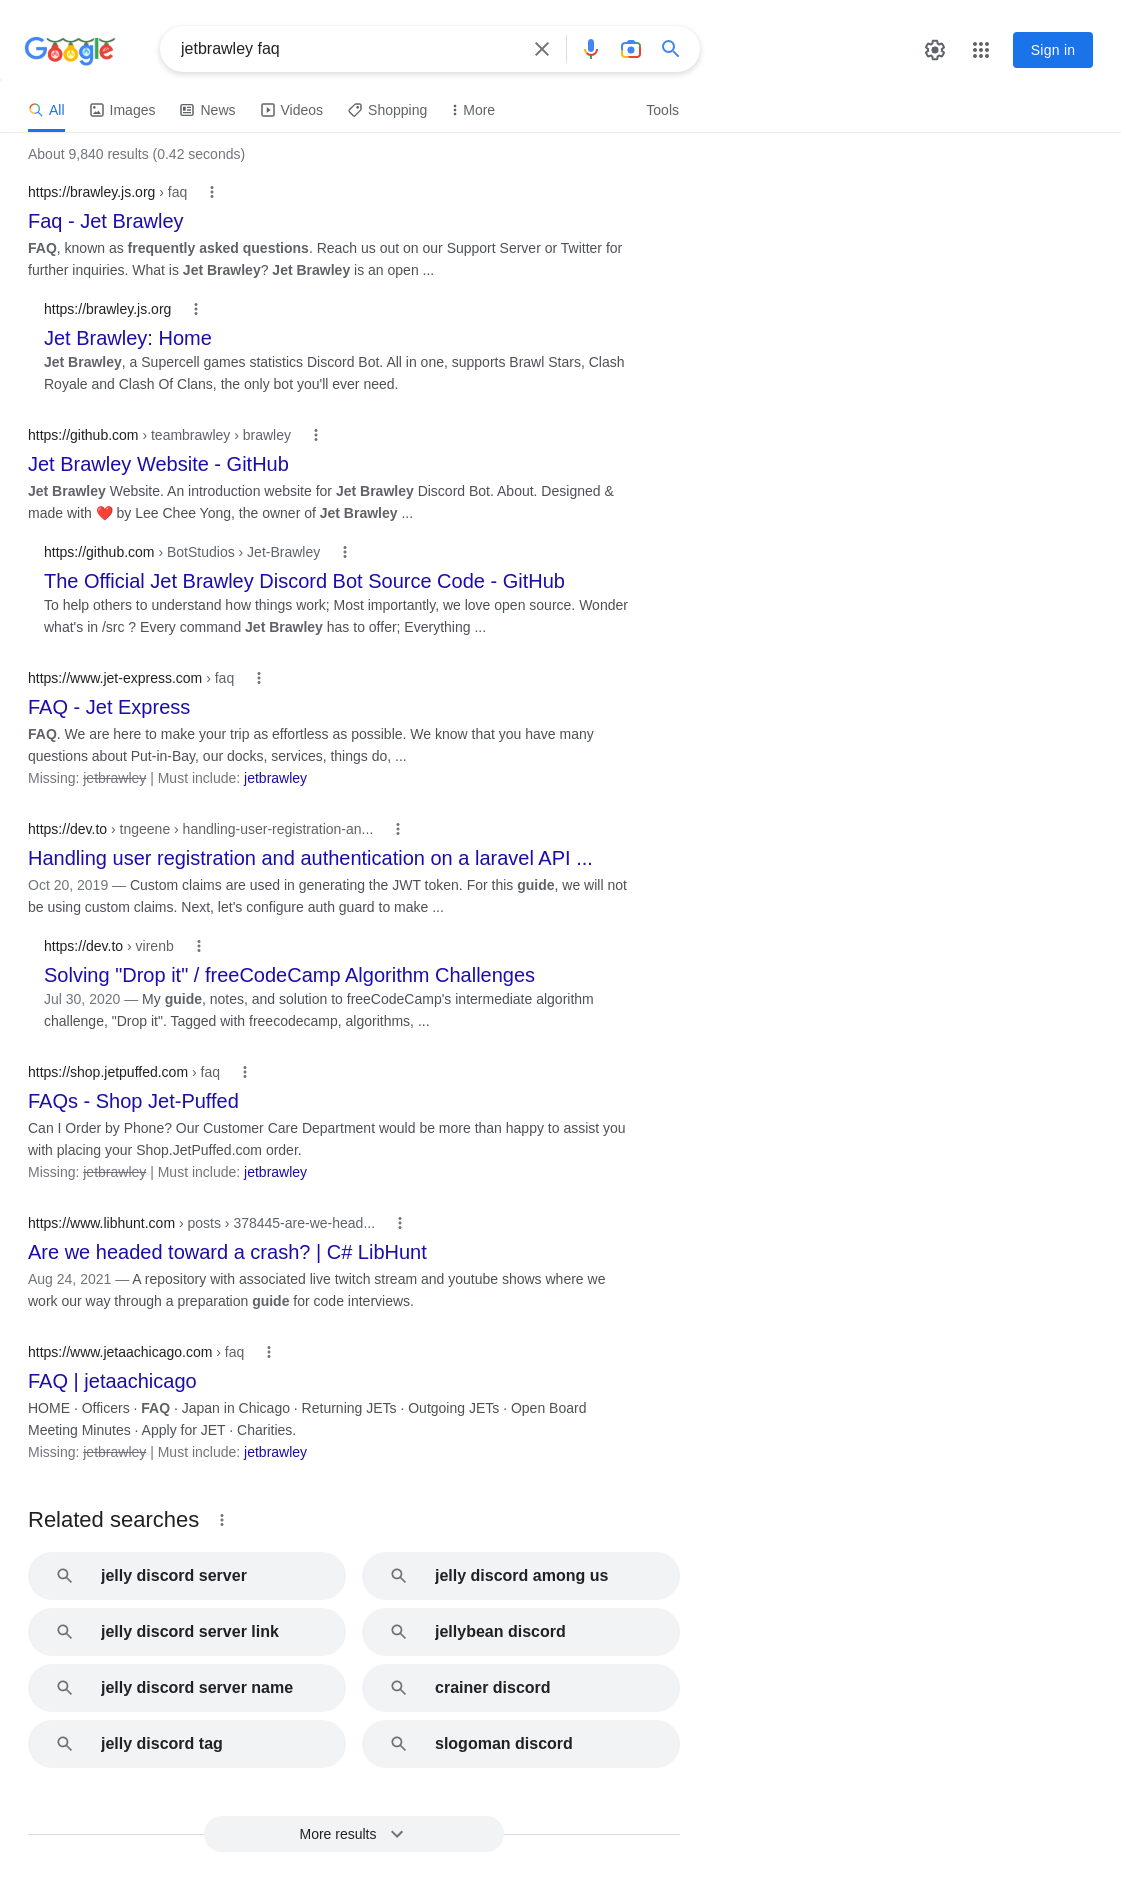 Google
jetbrawley faq
Sign in
All
Images
News
Videos
Shopping
More
Tools
About 9,840 results (0.42 seconds)
https://brawley.js.org › faq
Faq - Jet Brawley
FAQ, known as frequently asked questions. Reach us out on our Support Server or Twitter for
further inquiries. What is Jet Brawley? Jet Brawley is an open ...
https://brawley.js.org
Jet Brawley: Home
Jet Brawley, a Supercell games statistics Discord Bot. All in one, supports Brawl Stars, Clash
Royale and Clash Of Clans, the only bot you'll ever need.
https://github.com › teambrawley › brawley
Jet Brawley Website - GitHub
Jet Brawley Website. An introduction website for Jet Brawley Discord Bot. About. Designed &
made with ❤️ by Lee Chee Yong, the owner of Jet Brawley ...
https://github.com › BotStudios › Jet-Brawley
The Official Jet Brawley Discord Bot Source Code - GitHub
To help others to understand how things work; Most importantly, we love open source. Wonder
what's in /src ? Every command Jet Brawley has to offer; Everything ...
https://www.jet-express.com › faq
FAQ - Jet Express
FAQ. We are here to make your trip as effortless as possible. We know that you have many
questions about Put-in-Bay, our docks, services, things do, ...
Missing: jetbrawley | Must include: jetbrawley
https://dev.to › tngeene › handling-user-registration-an...
Handling user registration and authentication on a laravel API ...
Oct 20, 2019 — Custom claims are used in generating the JWT token. For this guide, we will not
be using custom claims. Next, let's configure auth guard to make ...
https://dev.to › virenb
Solving "Drop it" / freeCodeCamp Algorithm Challenges
Jul 30, 2020 — My guide, notes, and solution to freeCodeCamp's intermediate algorithm
challenge, "Drop it". Tagged with freecodecamp, algorithms, ...
https://shop.jetpuffed.com › faq
FAQs - Shop Jet-Puffed
Can I Order by Phone? Our Customer Care Department would be more than happy to assist you
with placing your Shop.JetPuffed.com order.
Missing: jetbrawley | Must include: jetbrawley
https://www.libhunt.com › posts › 378445-are-we-head...
Are we headed toward a crash? | C# LibHunt
Aug 24, 2021 — A repository with associated live twitch stream and youtube shows where we
work our way through a preparation guide for code interviews.
https://www.jetaachicago.com › faq
FAQ | jetaachicago
HOME · Officers · FAQ · Japan in Chicago · Returning JETs · Outgoing JETs · Open Board
Meeting Minutes · Apply for JET · Charities.
Missing: jetbrawley | Must include: jetbrawley
Related searches
jelly discord server
jelly discord among us
jelly discord server link
jellybean discord
jelly discord server name
crainer discord
jelly discord tag
slogoman discord
More results